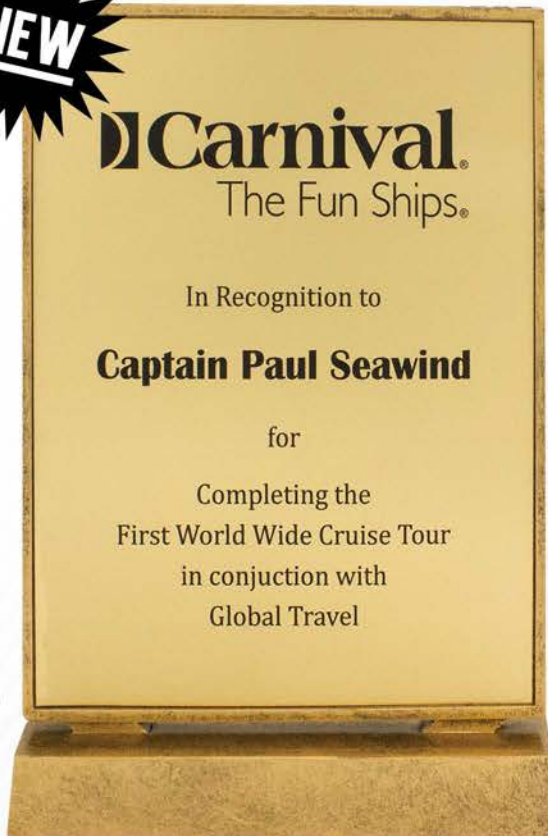 NEW
Carnival®
The Fun Ships®
In Recognition to
Captain Paul Seawind
for
Completing the
First World Wide Cruise Tour
in conjuction with
Global Travel